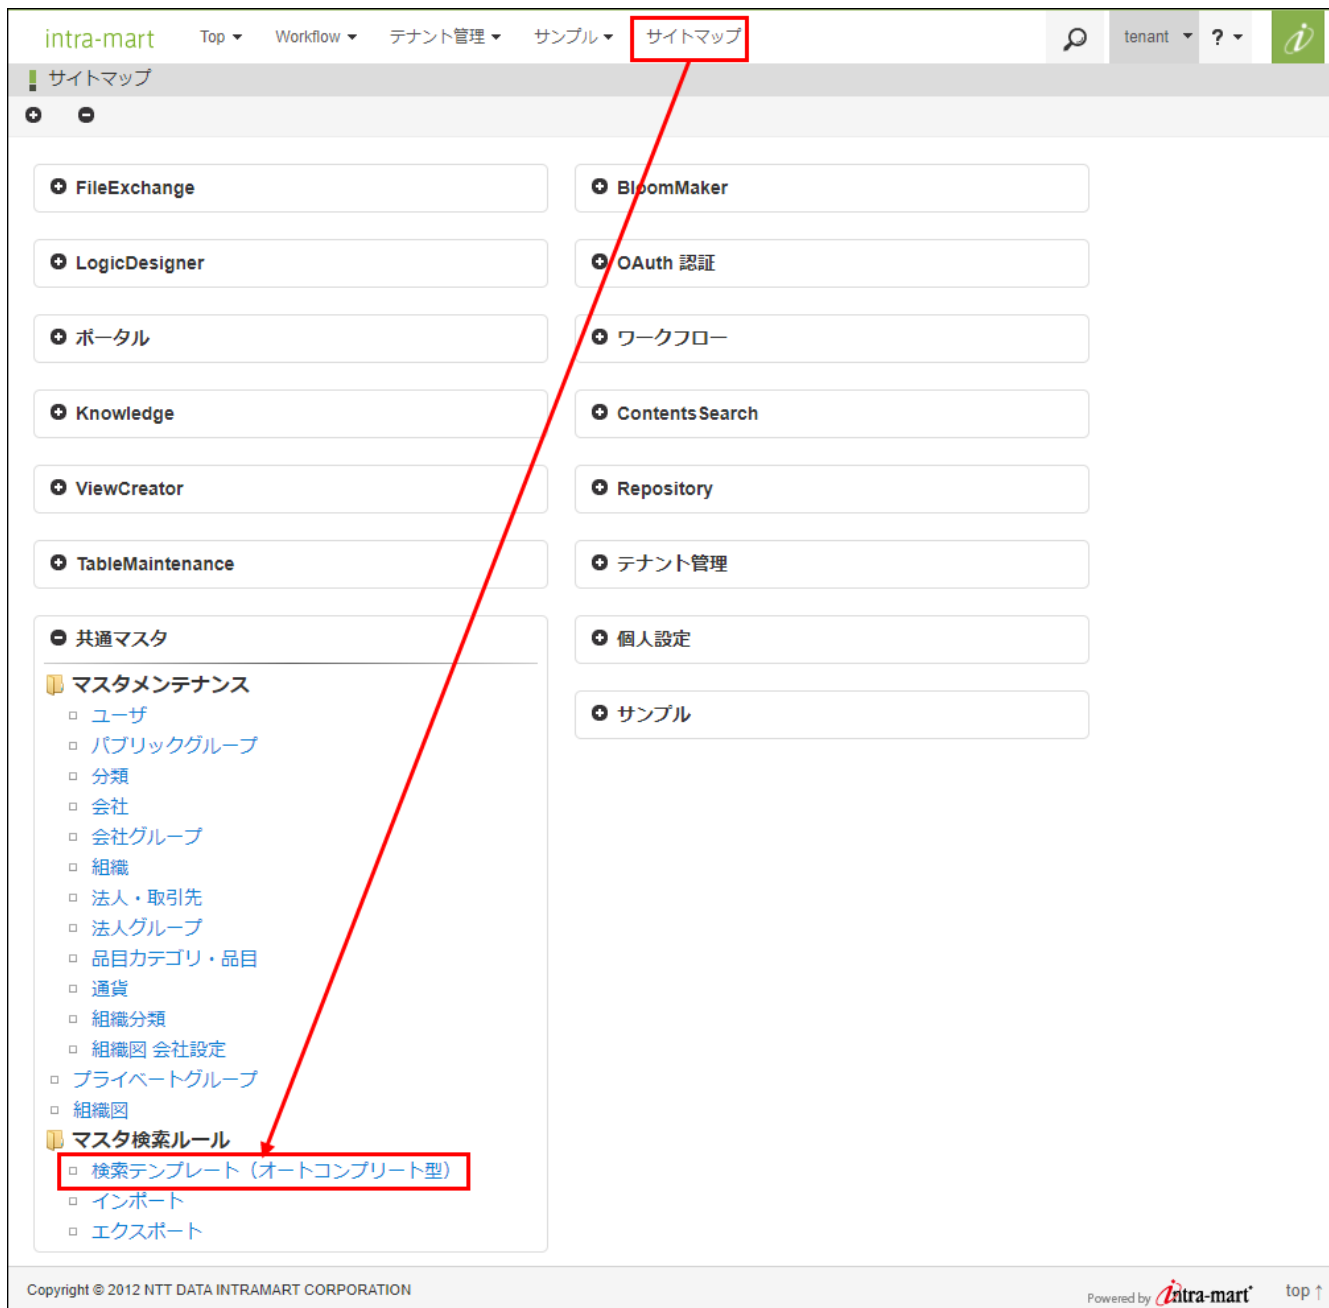 intra-mart Top Workflow テナント管理 サンプル サイトマップ tenant ?
サイトマップ
FileExchange
BloomMaker
LogicDesigner
OAuth 認証
ポータル
ワークフロー
Knowledge
ContentsSearch
ViewCreator
Repository
TableMaintenance
テナント管理
共通マスタ
個人設定
サンプル
マスタメンテナンス
ユーザ
パブリックグループ
分類
会社
会社グループ
組織
法人・取引先
法人グループ
品目カテゴリ・品目
通貨
組織分類
組織図 会社設定
プライベートグループ
組織図
マスタ検索ルール
検索テンプレート（オートコンプリート型）
インポート
エクスポート
Copyright © 2012 NTT DATA INTRAMART CORPORATION
Powered by intra-mart top ↑